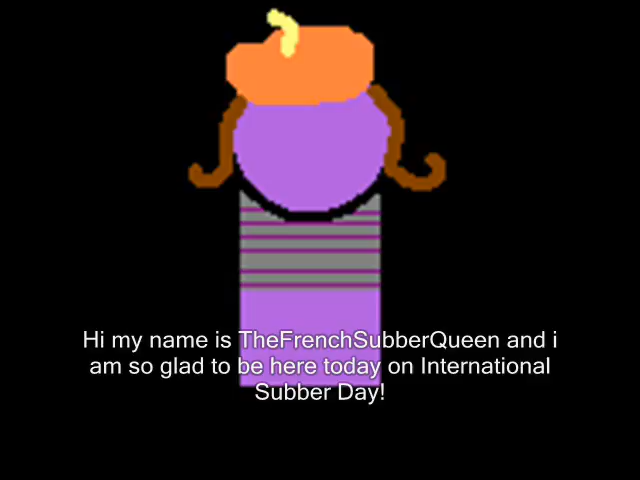 Hi my name is TheFrenchSubberQueen and i
am so glad to be here today on International
Subber Day!